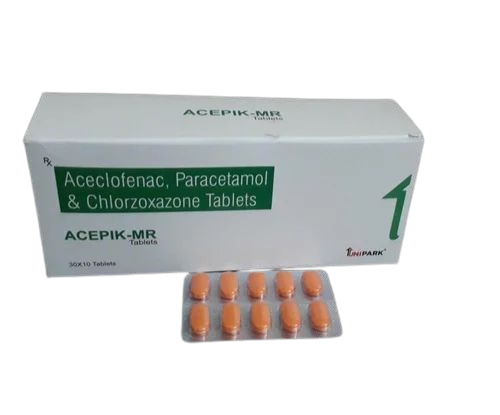 ACEPIK-MR
Tablets
Rx
Aceclofenac, Paracetamol
& Chlorzoxazone Tablets
ACEPIK-MR
Tablets
30X10 Tablets
UNIPARK